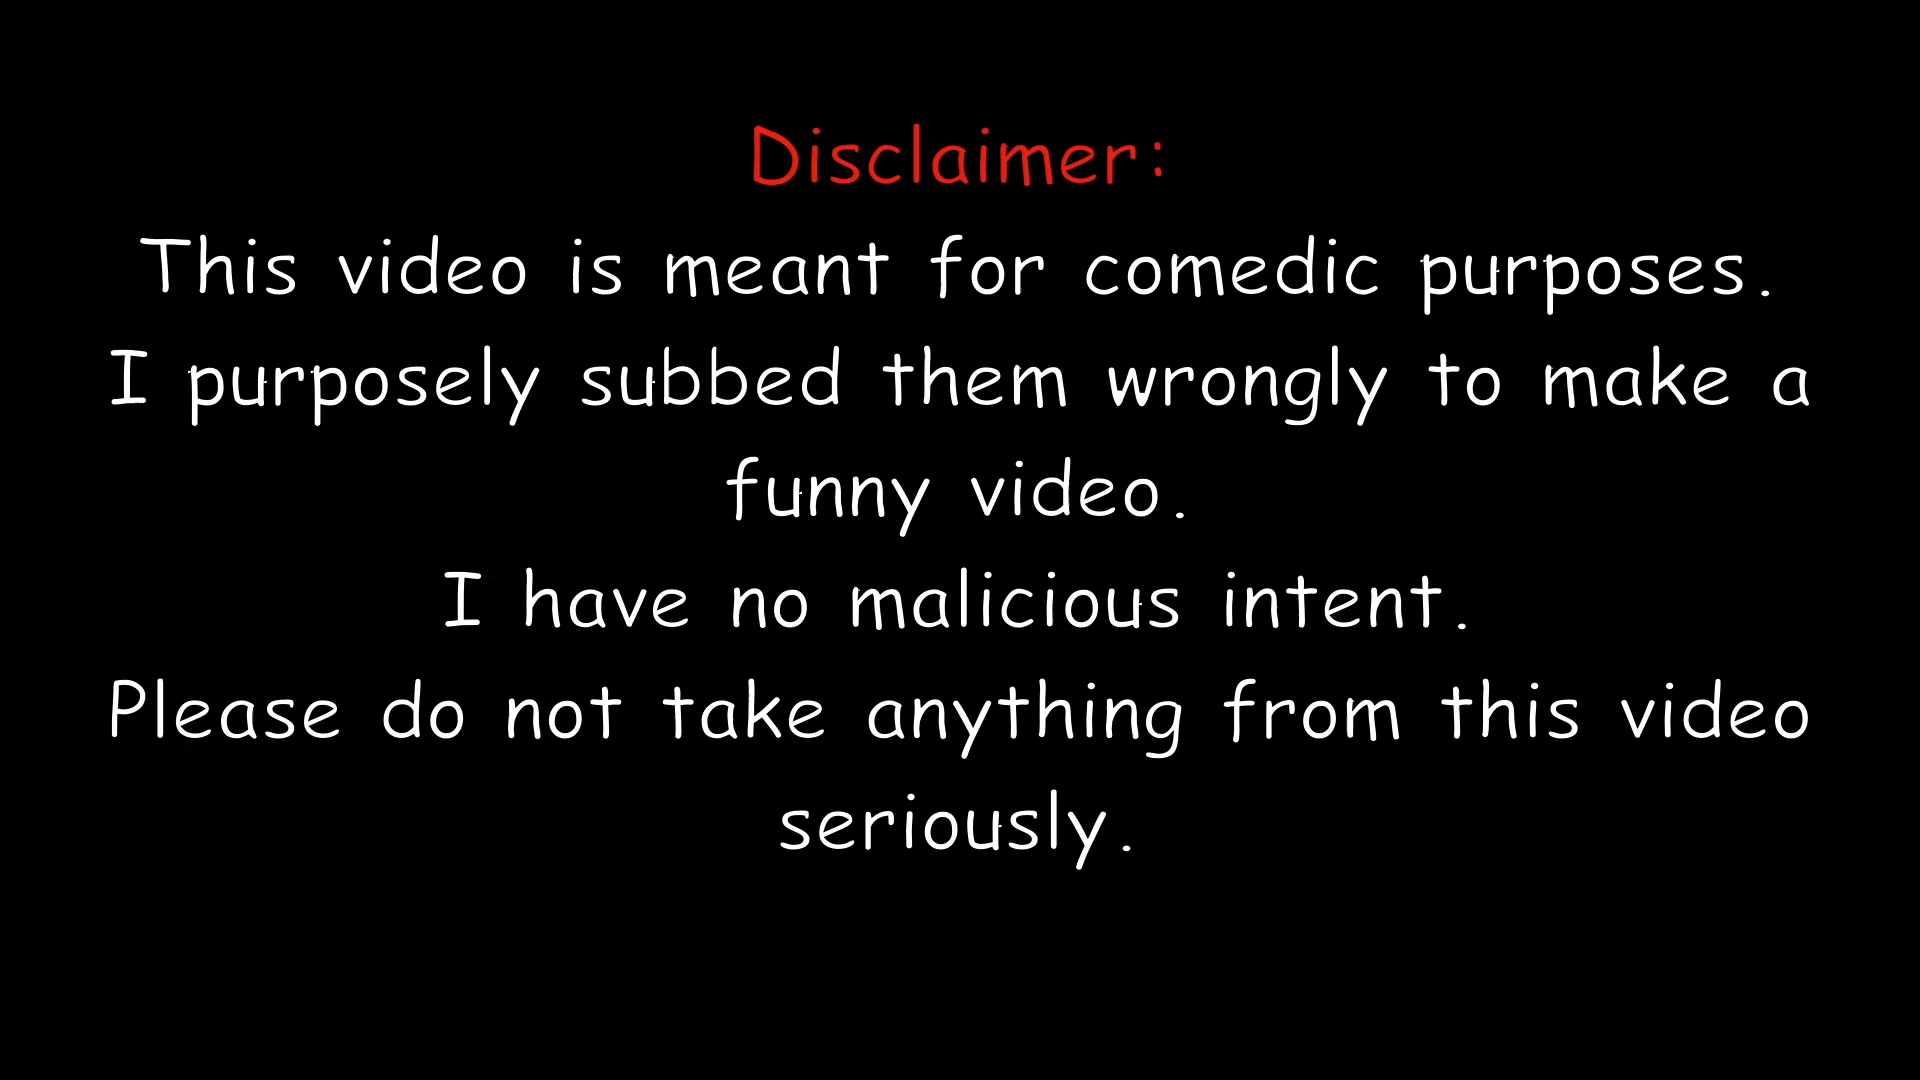 Disclaimer:
This video is meant for comedic purposes.
I purposely subbed them wrongly to make a
funny video.
I have no malicious intent.
Please do not take anything from this video
seriously.